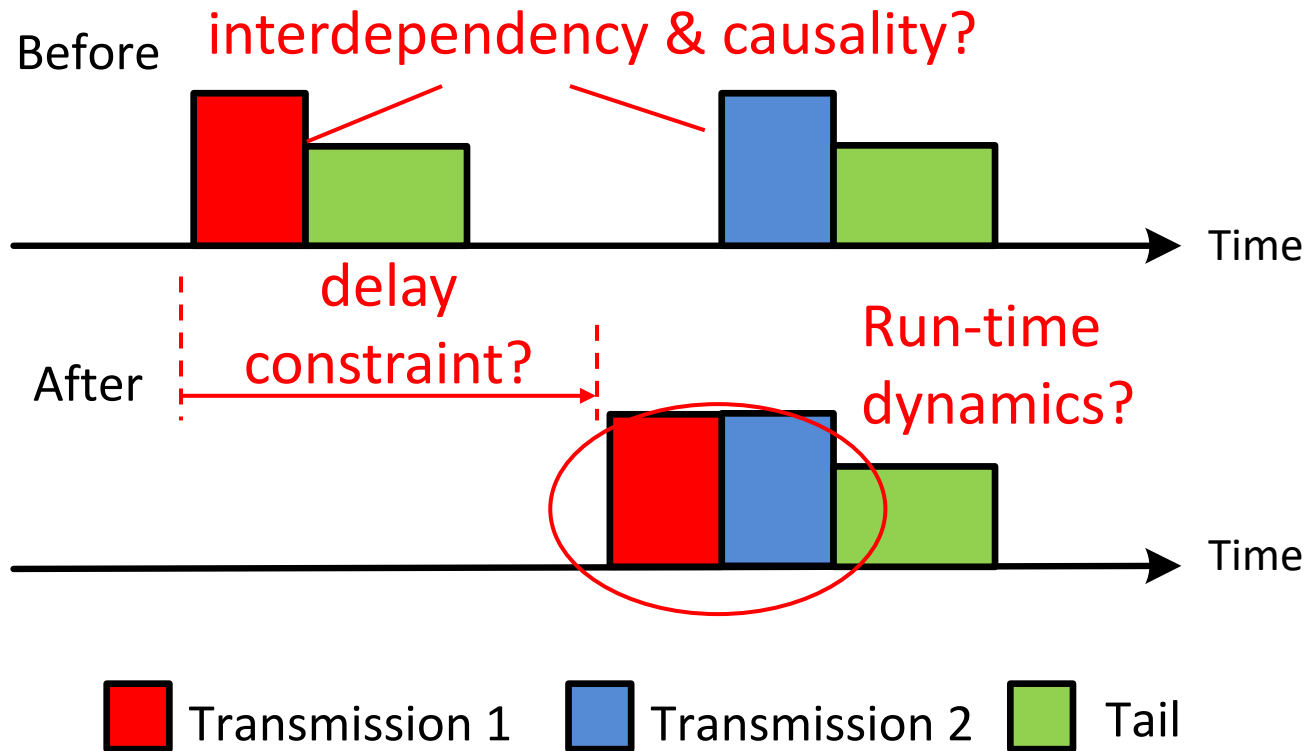 interdependency & causality?
Before
Time
delay
constraint?
Run-time
dynamics?
After
Time
Transmission 1
Transmission 2
Tail